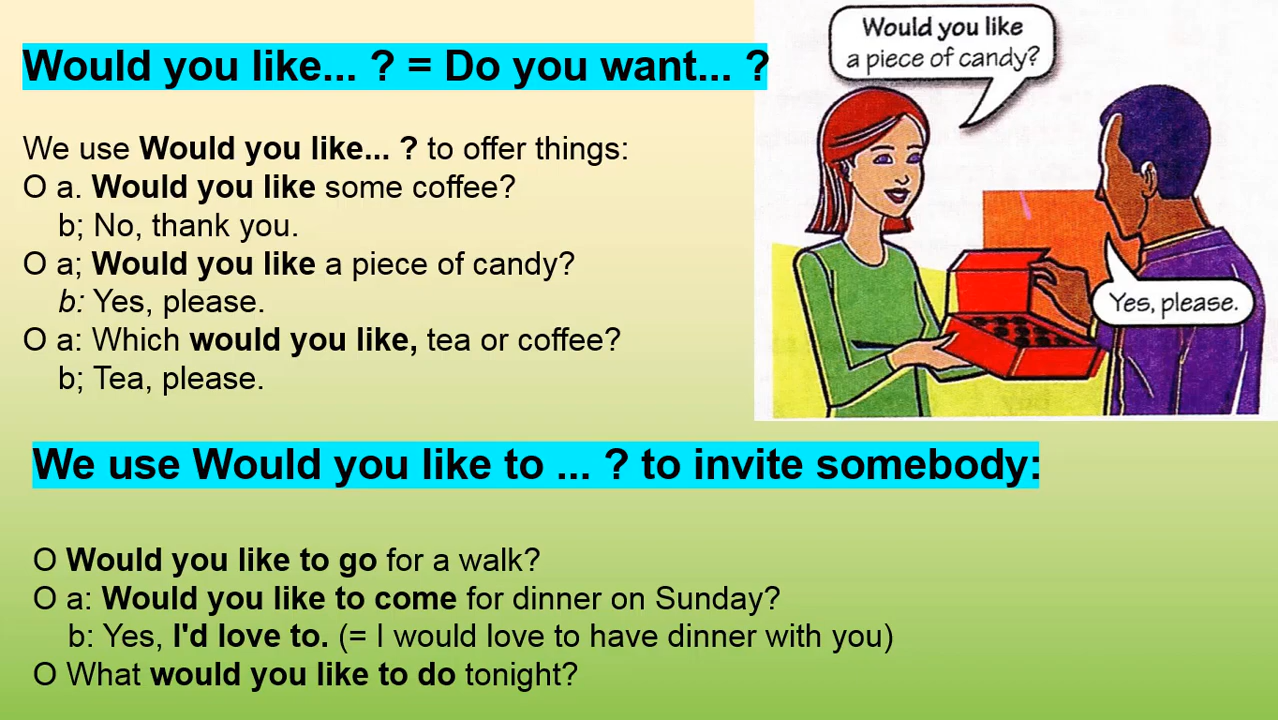 Would you like... ? = Do you want... ?
We use Would you like... ? to offer things:
O a. Would you like some coffee?
b; No, thank you.
O a; Would you like a piece of candy?
b: Yes, please.
O a: Which would you like, tea or coffee?
b; Tea, please.
Would you like
a piece of candy?
Yes, please.
We use Would you like to ... ? to invite somebody:
O Would you like to go for a walk?
O a: Would you like to come for dinner on Sunday?
b: Yes, I'd love to. (= I would love to have dinner with you)
O What would you like to do tonight?